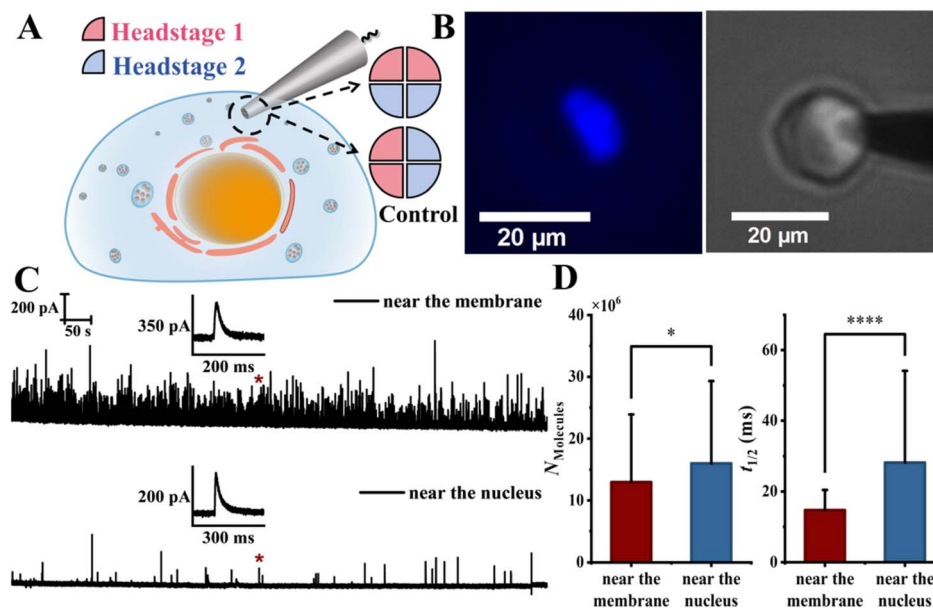 A
Headstage 1
Headstage 2
Control
B
20 μm
20 μm
C
200 pA
50 s
350 pA
200 ms
near the membrane
*
200 pA
300 ms
near the nucleus
*
D
×10⁶
40
30
20
10
0
N_Molecules
*
near the
membrane
near the
nucleus
60
40
20
0
t_1/2 (ms)
****
near the
membrane
near the
nucleus